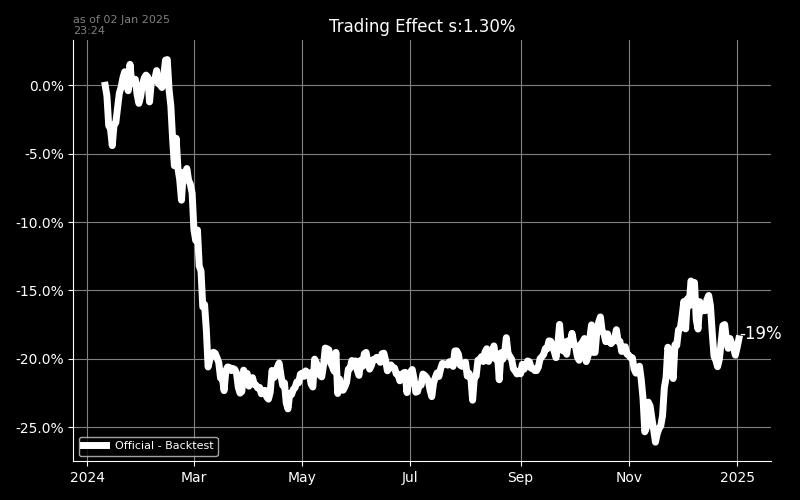 as of 02 Jan 2025
23:24
Trading Effect s:1.30%
0.0%
-5.0%
-10.0%
-15.0%
-19%
-20.0%
-25.0%
Official - Backtest
2024 Mar May Jul Sep Nov 2025